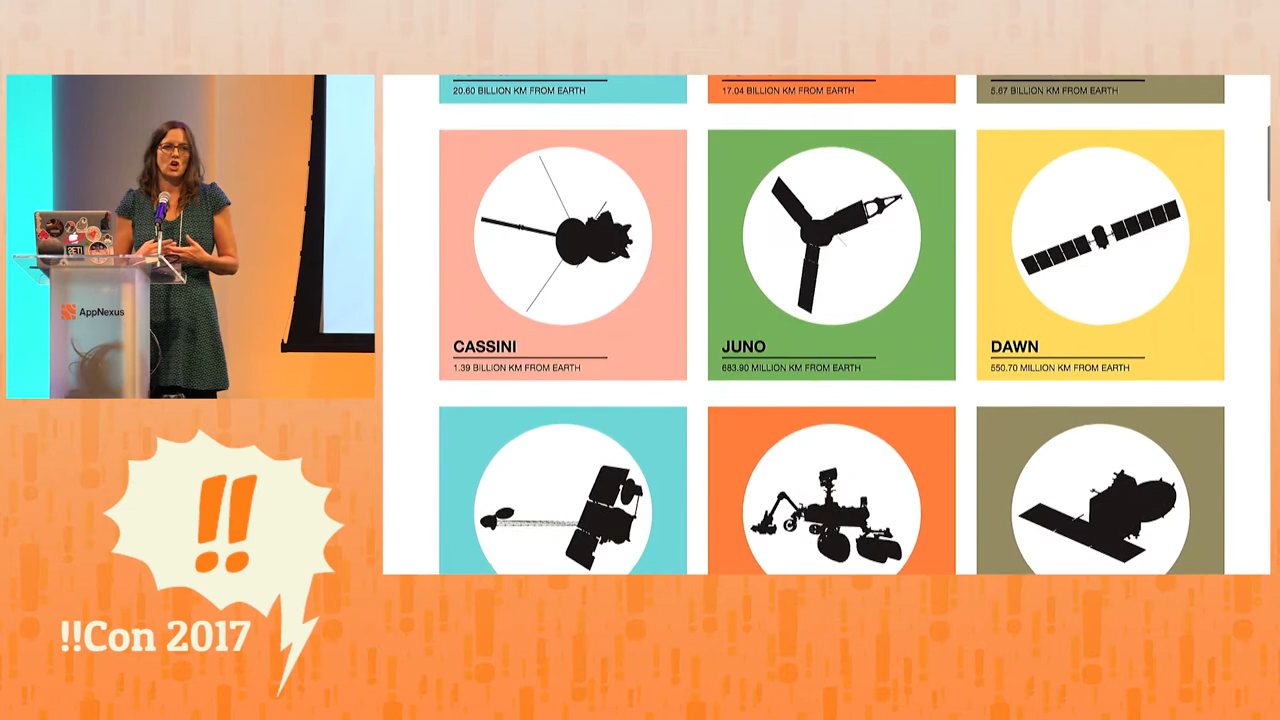 20.60 BILLION KM FROM EARTH
17.04 BILLION KM FROM EARTH
5.67 BILLION KM FROM EARTH
CASSINI
1.39 BILLION KM FROM EARTH
JUNO
683.90 MILLION KM FROM EARTH
DAWN
550.70 MILLION KM FROM EARTH
SETI
AppNexus
!!
!!Con 2017